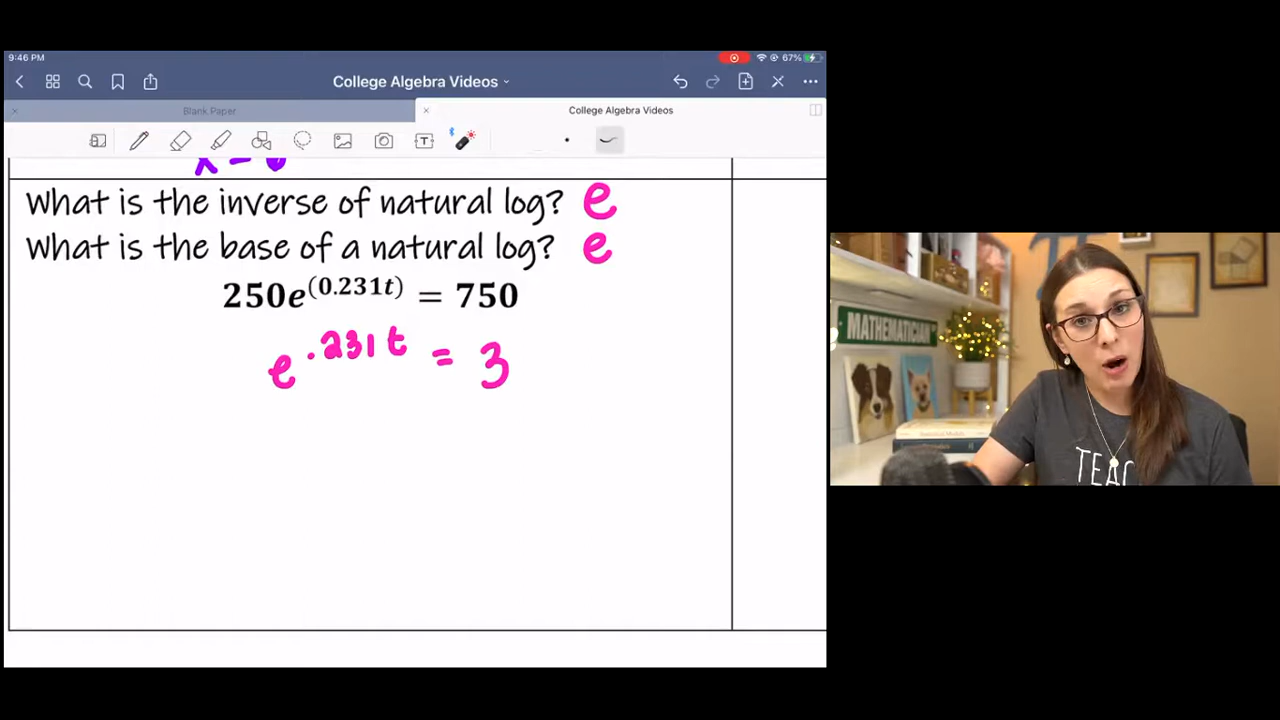 9:46 PM
67%
College Algebra Videos
Blank Paper
College Algebra Videos
T
What is the inverse of natural log? e
What is the base of a natural log? e
250e^(0.231t) = 750
e^.231t = 3
MATHEMATICIAN
TEAC